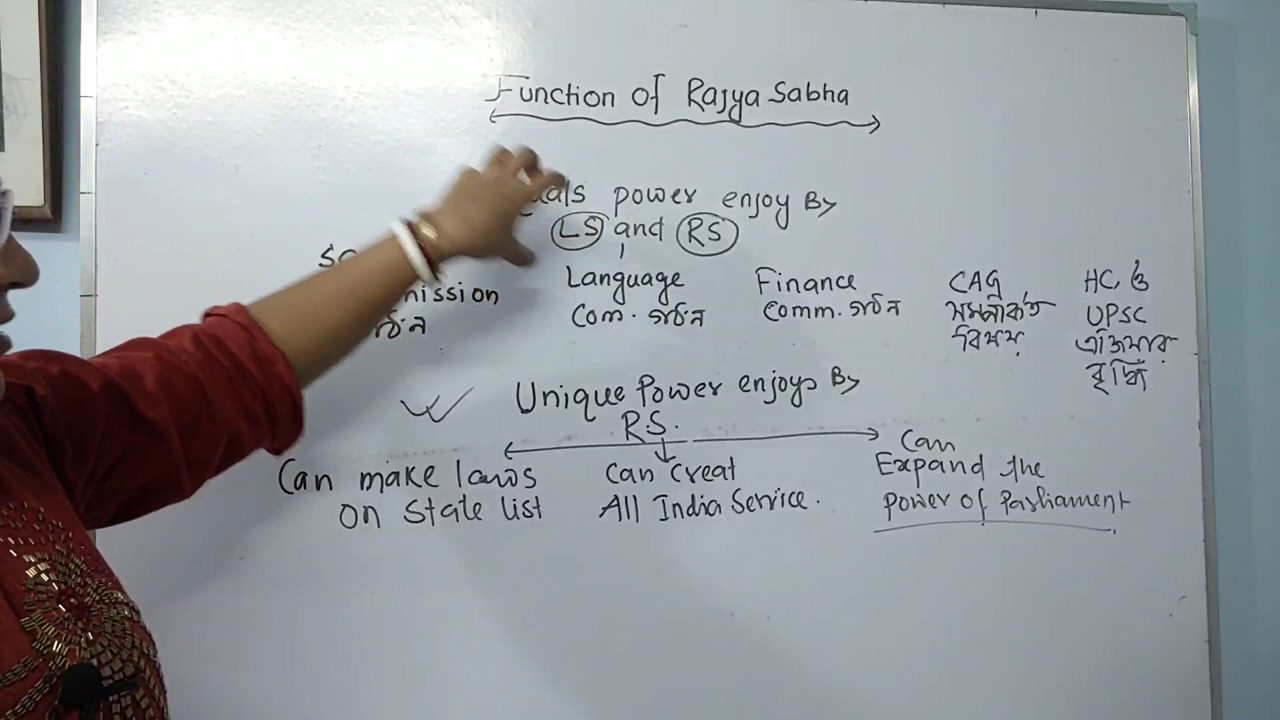 Function of Rajya Sabha
power enjoy By
LS and RS
Language
Com. গঠন
Finance
Comm. গঠন
CAG
সম্পর্কিত
বিষয়
HC ও
UPSC
এক্তিয়ার
বৃদ্ধি
Unique Power enjoys By
RS.
Can make laws
on State list
Can Creat
All India Service.
Can
Expand the
Power of Parliament